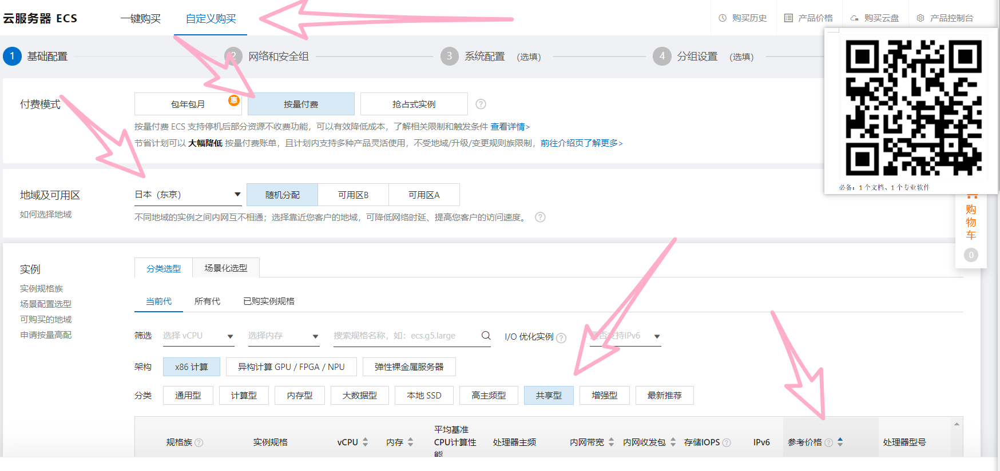 云服务器 ECS 一键购买 自定义购买 购买历史 产品价格 购买云盘 产品控制台
1 基础配置 2 网络和安全组 3 系统配置 (选填) 4 分组设置 (选填)
付费模式 包年包月 惠 按量付费 抢占式实例 ?
按量付费 ECS 支持停机后部分资源不收费功能，可以有效降低成本，了解相关限制和触发条件 查看详情>
节省计划可以 大幅降低 按量付费账单，且计划内支持多种产品灵活使用，不受地域/升级/变更规则族限制，前往介绍页了解更多>
必备：1 个文档、1 个专业软件
地域及可用区 日本（东京） 随机分配 可用区B 可用区A
如何选择地域 不同地域的实例之间内网互不相通；选择靠近您客户的地域，可降低网络时延、提高您客户的访问速度。 ?
购
物
车
0
实例 分类选型 场景化选型
实例规格族
场景配置选型 当前代 所有代 已购实例规格
可购买的地域
申请按量高配 筛选 选择 vCPU 选择内存 搜索规格名称，如：ecs.g5.large I/O 优化实例 ? 是否支持IPv6
架构 x86 计算 异构计算 GPU / FPGA / NPU 弹性裸金属服务器
分类 通用型 计算型 内存型 大数据型 本地 SSD 高主频型 共享型 增强型 最新推荐
规格族 ? 实例规格 vCPU 内存 平均基准
CPU计算性
能 处理器主频 内网带宽 内网收发包 存储IOPS ? IPv6 参考价格 ? 处理器型号